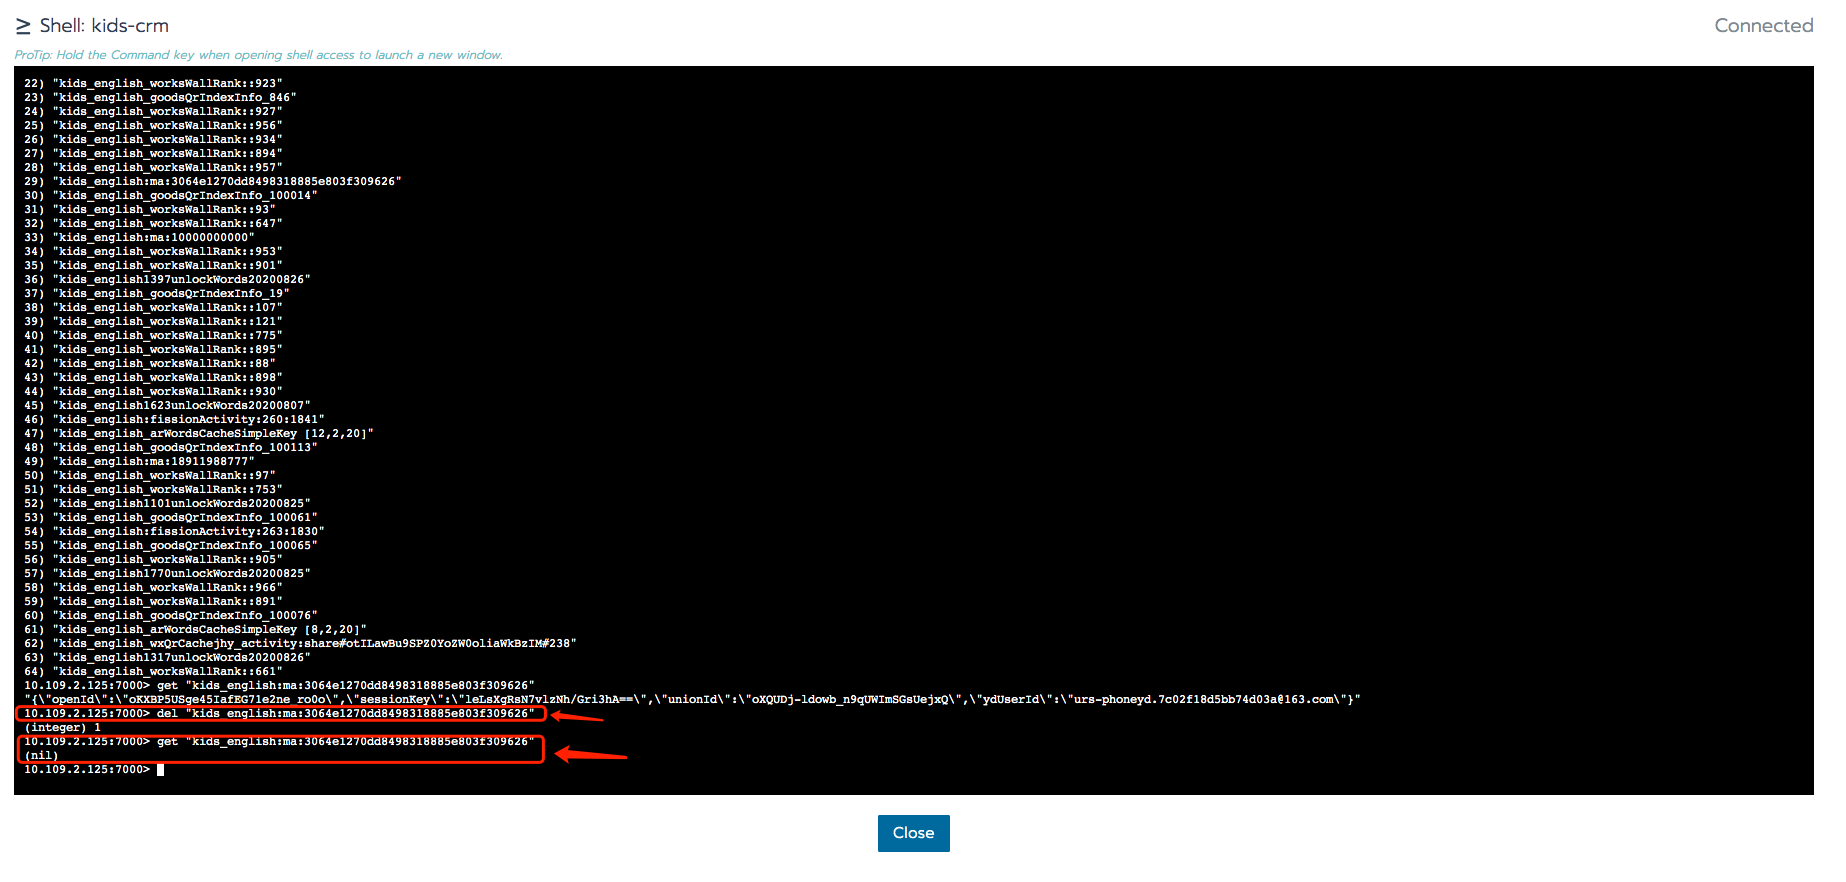 ≥ Shell: kids-crm
Connected
ProTip: Hold the Command key when opening shell access to launch a new window.
22) "kids_english_worksWallRank::923"
23) "kids_english_goodsQrIndexInfo_846"
24) "kids_english_worksWallRank::927"
25) "kids_english_worksWallRank::956"
26) "kids_english_worksWallRank::934"
27) "kids_english_worksWallRank::894"
28) "kids_english_worksWallRank::957"
29) "kids_english:ma:3064e1270dd8498318885e803f309626"
30) "kids_english_goodsQrIndexInfo_100014"
31) "kids_english_worksWallRank::93"
32) "kids_english_worksWallRank::647"
33) "kids_english:ma:10000000000"
34) "kids_english_worksWallRank::953"
35) "kids_english_worksWallRank::901"
36) "kids_english1397unlockWords20200826"
37) "kids_english_goodsQrIndexInfo_19"
38) "kids_english_worksWallRank::107"
39) "kids_english_worksWallRank::121"
40) "kids_english_worksWallRank::775"
41) "kids_english_worksWallRank::895"
42) "kids_english_worksWallRank::88"
43) "kids_english_worksWallRank::898"
44) "kids_english_worksWallRank::930"
45) "kids_english1623unlockWords20200807"
46) "kids_english:fissionActivity:260:1841"
47) "kids_english_arWordsCacheSimpleKey [12,2,20]"
48) "kids_english_goodsQrIndexInfo_100113"
49) "kids_english:ma:18911988777"
50) "kids_english_worksWallRank::97"
51) "kids_english_worksWallRank::753"
52) "kids_english1101unlockWords20200825"
53) "kids_english_goodsQrIndexInfo_100061"
54) "kids_english:fissionActivity:263:1830"
55) "kids_english_goodsQrIndexInfo_100065"
56) "kids_english_worksWallRank::905"
57) "kids_english1770unlockWords20200825"
58) "kids_english_worksWallRank::966"
59) "kids_english_worksWallRank::891"
60) "kids_english_goodsQrIndexInfo_100076"
61) "kids_english_arWordsCacheSimpleKey [8,2,20]"
62) "kids_english_wxQrCachejhy_activity:share#otILawBu9SPZ0YoZW0oliaWkBzIM#238"
63) "kids_english1317unlockWords20200826"
64) "kids_english_worksWallRank::661"
10.109.2.125:7000> get "kids_english:ma:3064e1270dd8498318885e803f309626"
"{\"openId\":\"oKXBP5USge45IafEG71e2ne_ro0o\",\"sessionKey\":\"leLsXgRsN7vlzNh/Gri3hA==\",\"unionId\":\"oXQUDj-ldowb_n9qUWImSGsUejxQ\",\"ydUserId\":\"urs-phoneyd.7c02f18d5bb74d03a@163.com\"}"
10.109.2.125:7000> del "kids_english:ma:3064e1270dd8498318885e803f309626"
(integer) 1
10.109.2.125:7000> get "kids_english:ma:3064e1270dd8498318885e803f309626"
(nil)
10.109.2.125:7000>
Close